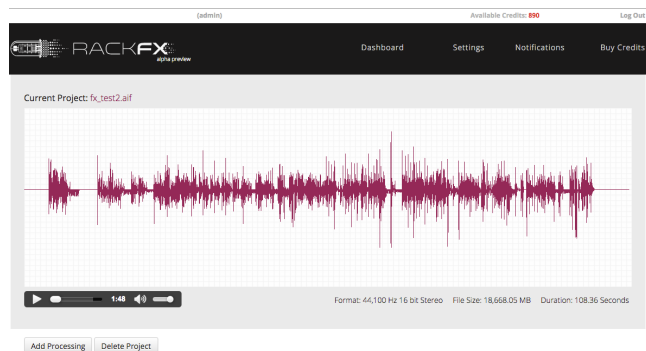 (admin) Available Credits: 890 Log Out
RACKFX
alpha preview
Dashboard Settings Notifications Buy Credits
Current Project: fx_test2.aif
1:48
Format: 44,100 Hz 16 bit Stereo File Size: 18,668.05 MB Duration: 108.36 Seconds
Add Processing Delete Project